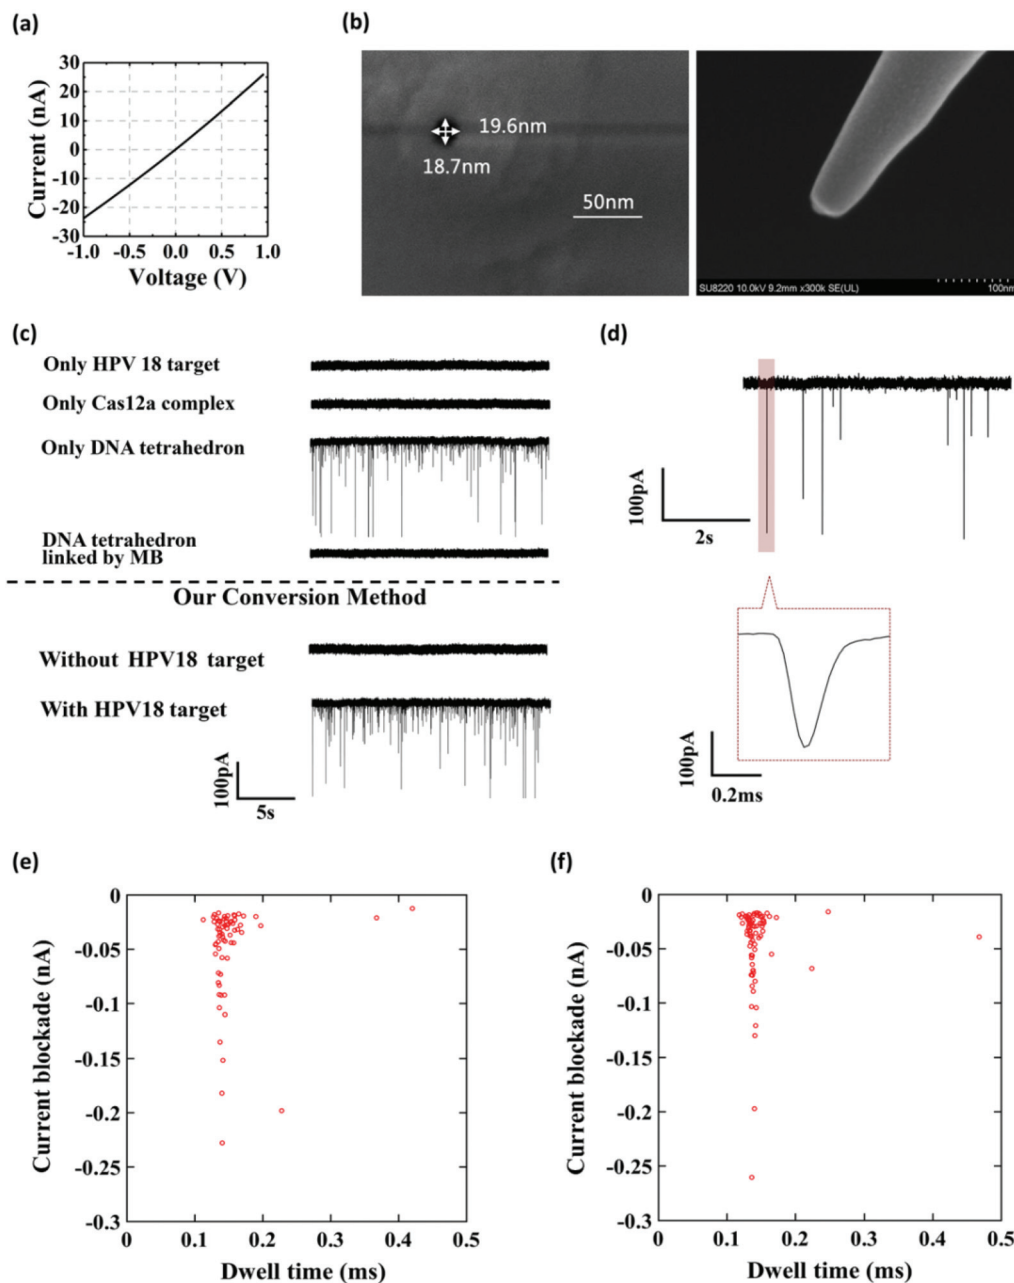 (a)
Current (nA)
30
20
10
0
-10
-20
-30
-1.0 -0.5 0.0 0.5 1.0
Voltage (V)
(b)
19.6nm
18.7nm
50nm
SU8220 10.0kV 9.2mm x300k SE(UL)
100nm
(c)
Only HPV 18 target
Only Cas12a complex
Only DNA tetrahedron
DNA tetrahedron
linked by MB
Our Conversion Method
Without HPV18 target
With HPV18 target
100pA
5s
(d)
100pA
2s
100pA
0.2ms
(e)
Current blockade (nA)
0
-0.05
-0.1
-0.15
-0.2
-0.25
-0.3
0 0.1 0.2 0.3 0.4 0.5
Dwell time (ms)
(f)
Current blockade (nA)
0
-0.05
-0.1
-0.15
-0.2
-0.25
-0.3
0 0.1 0.2 0.3 0.4 0.5
Dwell time (ms)